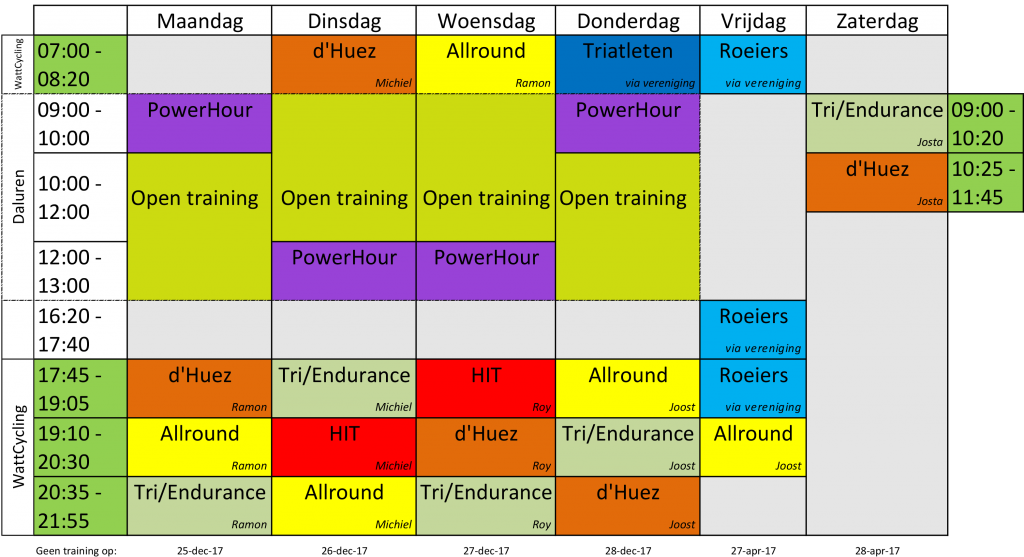 Maandag Dinsdag Woensdag Donderdag Vrijdag Zaterdag
WattCycling
07:00 - d'Huez Allround Triatleten Roeiers
08:20 Michiel Ramon via vereniging via vereniging
Daluren
09:00 - PowerHour PowerHour Tri/Endurance 09:00 -
10:00 Josta 10:20
10:00 - d'Huez 10:25 -
Open training Open training Open training Open training
12:00 Josta 11:45
12:00 - PowerHour PowerHour
13:00
16:20 - Roeiers
17:40 via vereniging
WattCycling
17:45 - d'Huez Tri/Endurance HIT Allround Roeiers
19:05 Ramon Michiel Roy Joost via vereniging
19:10 - Allround HIT d'Huez Tri/Endurance Allround
20:30 Ramon Michiel Roy Joost Joost
20:35 - Tri/Endurance Allround Tri/Endurance d'Huez
21:55 Ramon Michiel Roy Joost
Geen training op: 25-dec-17 26-dec-17 27-dec-17 28-dec-17 27-apr-17 28-apr-17